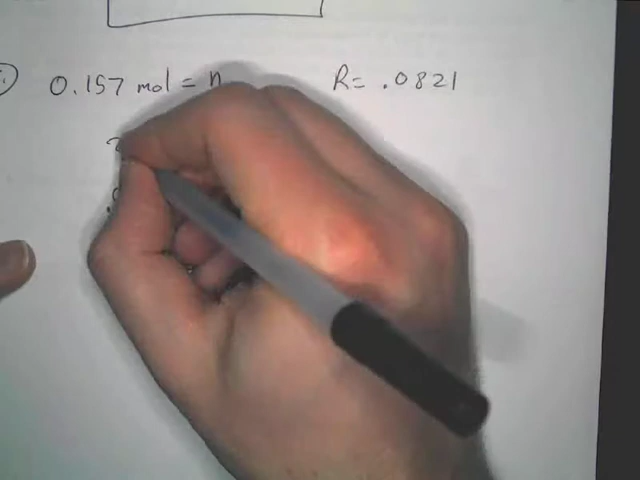 0.157 mol = n R= .0821